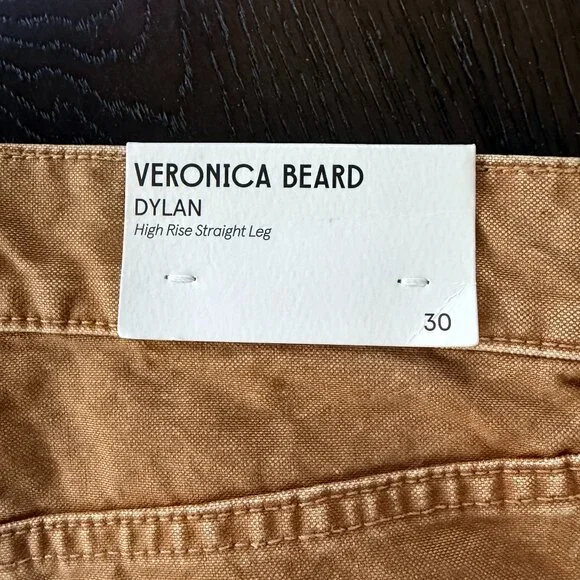 VERONICA BEARD
DYLAN
High Rise Straight Leg
30